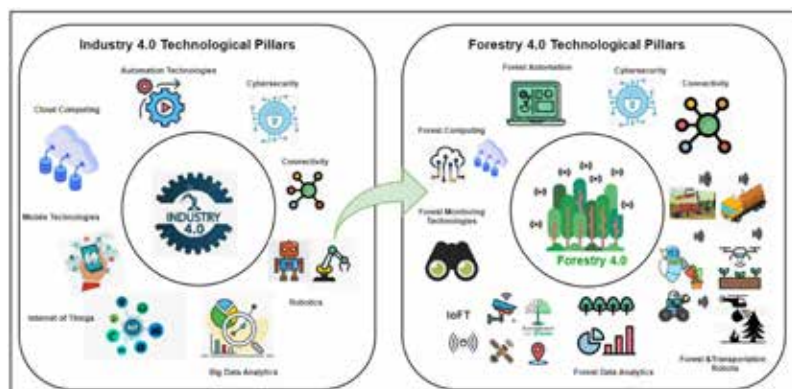 Industry 4.0 Technological Pillars
Automation Technologies
Cybersecurity
Cloud Computing
Connectivity
INDUSTRY
4.0
Mobile Technologies
Robotics
Internet of Things
Big Data Analytics
Forestry 4.0 Technological Pillars
Forest Automation
Cybersecurity
Connectivity
Forest Computing
Forest Monitoring
Technologies
Forestry 4.0
IoFT
Forest Data Analytics
Forest &Transportation
Robots